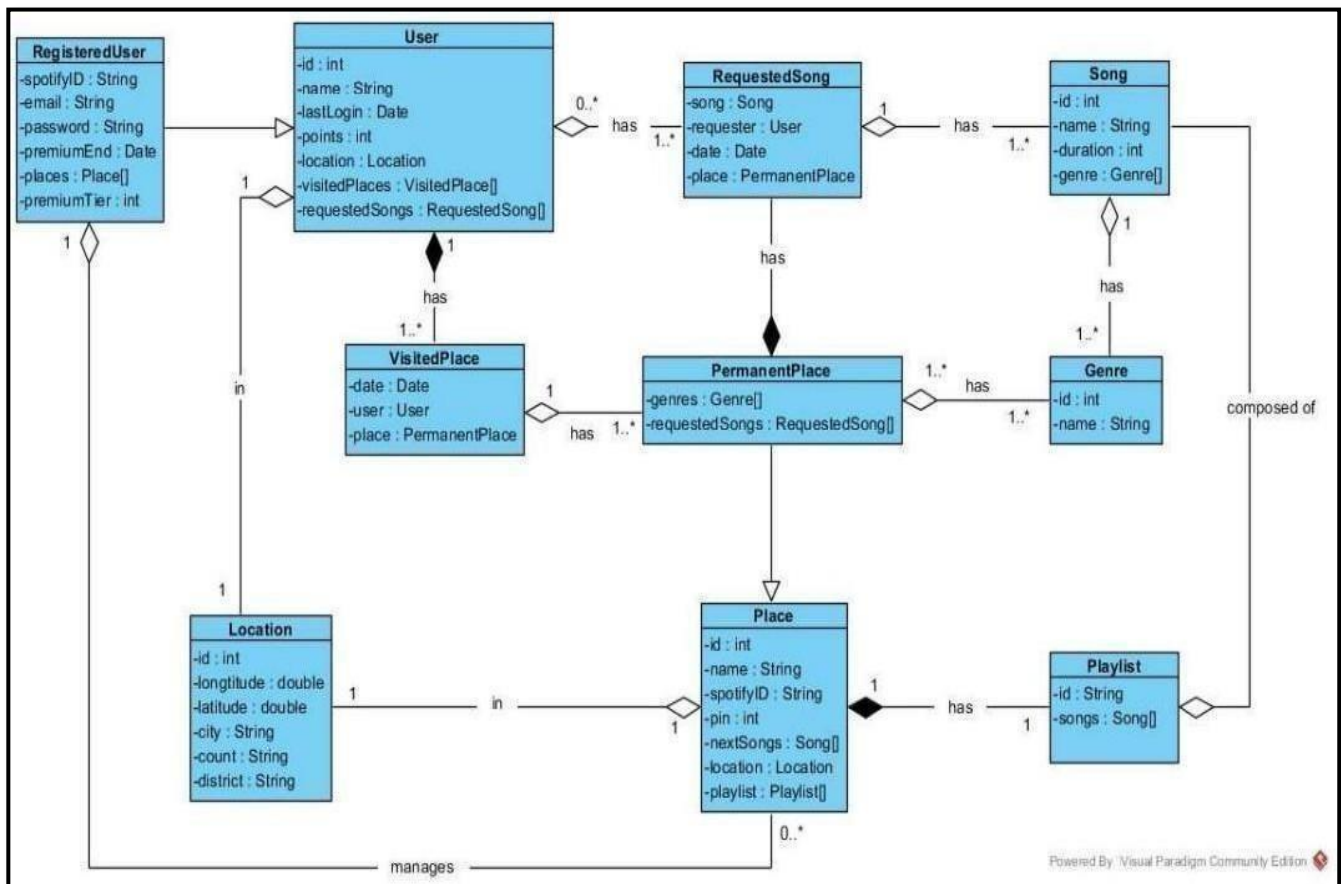 RegisteredUser
-spotifyID : String
-email : String
-password : String
-premiumEnd : Date
-places : Place[]
-premiumTier : int
User
-id : int
-name : String
-lastLogin : Date
-points : int
-location : Location
-visitedPlaces : VisitedPlace[]
-requestedSongs : RequestedSong[]
0..*
has
1..*
RequestedSong
-song : Song
-requester : User
-date : Date
-place : PermanentPlace
1
has
1..*
Song
-id : int
-name : String
-duration : int
-genre : Genre[]
1
1
1
has
1..*
has
1
has
1..*
composed of
in
VisitedPlace
-date : Date
-user : User
-place : PermanentPlace
1
has
1..*
PermanentPlace
-genres : Genre[]
-requestedSongs : RequestedSong[]
1..*
has
1..*
Genre
-id : int
-name : String
1
Location
-id : int
-longtitude : double
-latitude : double
-city : String
-count : String
-district : String
1
in
1
Place
-id : int
-name : String
-spotifyID : String
-pin : int
-nextSongs : Song[]
-location : Location
-playlist : Playlist[]
1
has
1
Playlist
-id : String
-songs : Song[]
0..*
manages
Powered By Visual Paradigm Community Edition